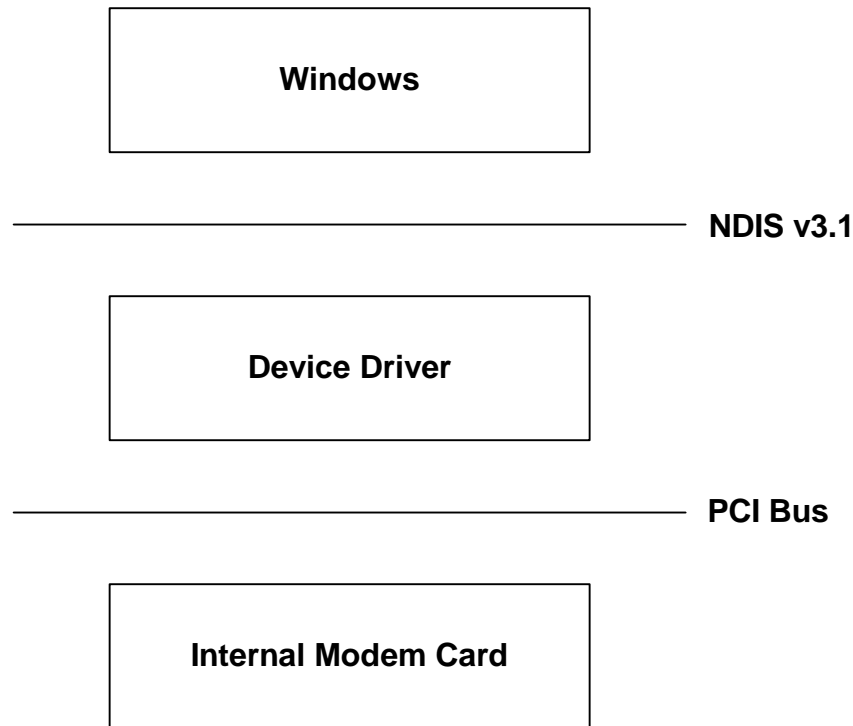 Windows
NDIS v3.1
Device Driver
PCI Bus
Internal Modem Card